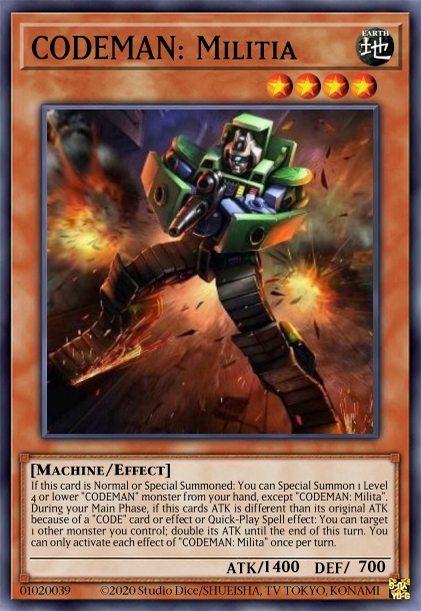 CODEMAN: Militia
EARTH
地
[Machine/Effect]
If this card is Normal or Special Summoned: You can Special Summon 1 Level
4 or lower "CODEMAN" monster from your hand, except "CODEMAN: Milita".
During your Main Phase, if this cards ATK is different than its original ATK
because of a "CODE" card or effect or Quick-Play Spell effect: You can target
1 other monster you control; double its ATK until the end of this turn. You
can only activate each effect of "CODEMAN: Milita" once per turn.
ATK/1400 DEF/ 700
01020039 ©2020 Studio Dice/SHUEISHA, TV TOKYO, KONAMI